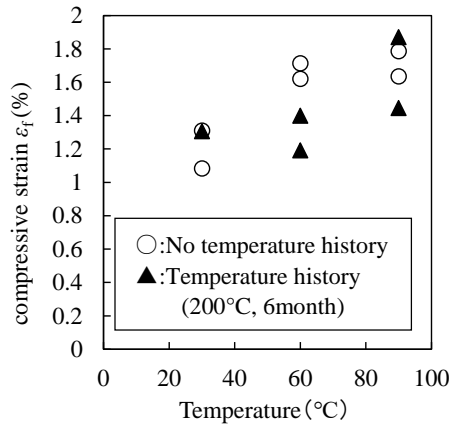 compressive strain εf (%)
2
1.8
1.6
1.4
1.2
1
0.8
0.6
0.4
0.2
0
○:No temperature history
▲:Temperature history
(200°C, 6month)
0 20 40 60 80 100
Temperature(℃)